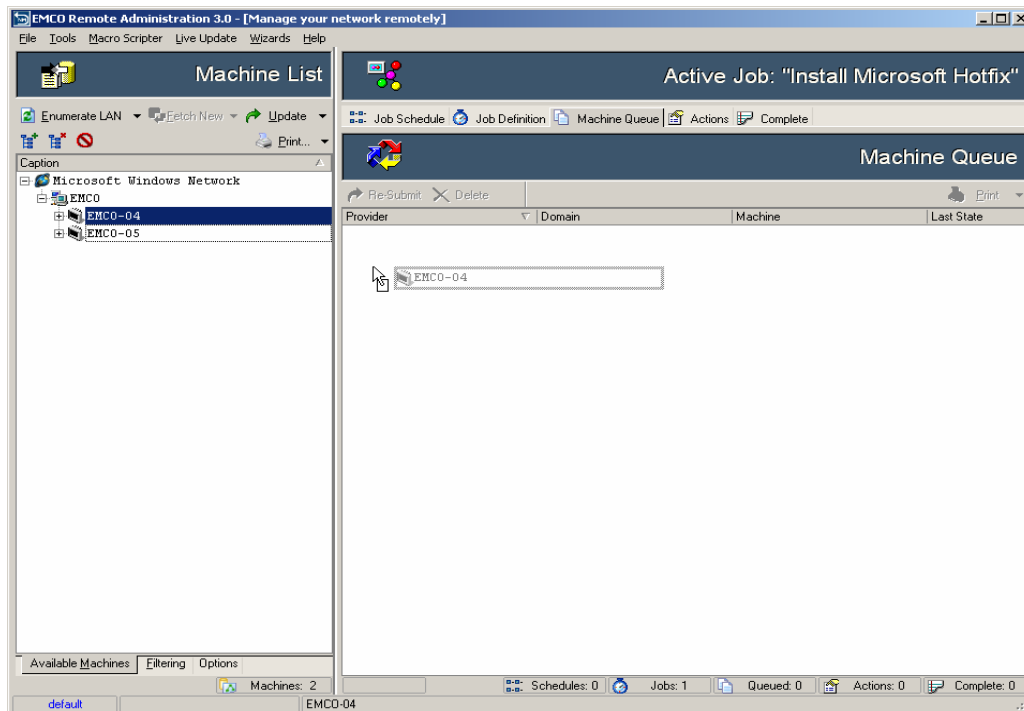 EMCO Remote Administration 3.0 - [Manage your network remotely]
File Tools Macro Scripter Live Update Wizards Help
Machine List
Active Job: "Install Microsoft Hotfix"
Enumerate LAN Fetch New Update
Job Schedule Job Definition Machine Queue Actions Complete
Print...
Machine Queue
Caption
Microsoft Windows Network
Re-Submit Delete Print
EMCO
EMCO-04
Provider Domain Machine Last State
EMCO-05
EMCO-04
Available Machines Filtering Options
Machines: 2
Schedules: 0 Jobs: 1 Queued: 0 Actions: 0 Complete: 0
default EMCO-04